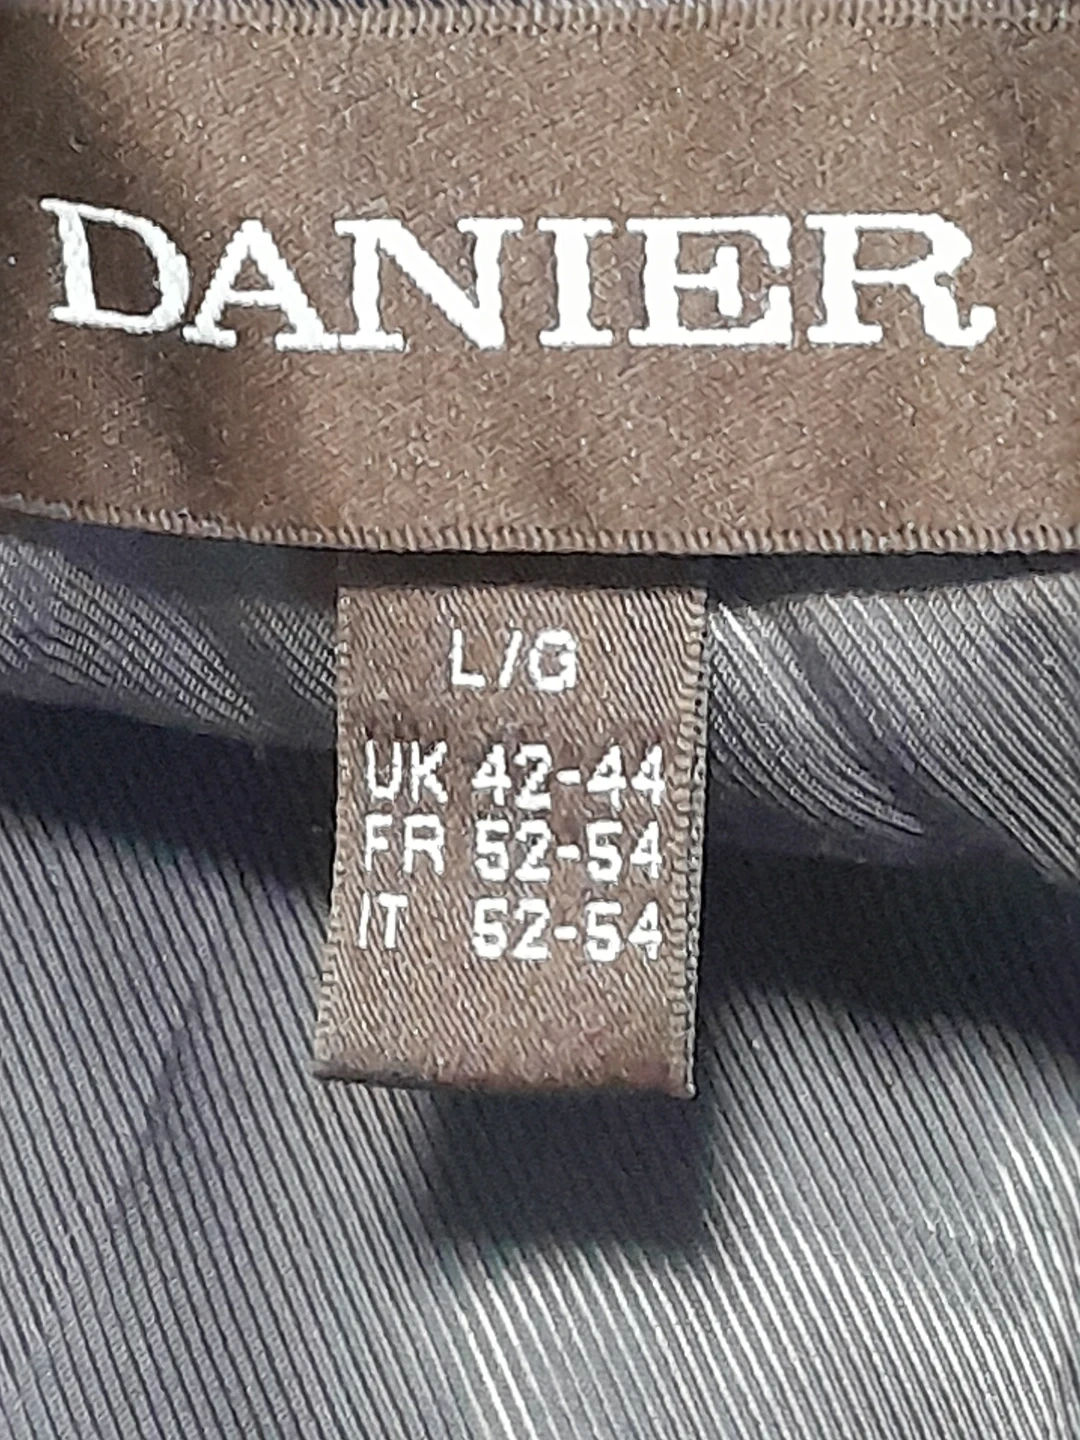 DANIER
L/G
UK 42-44
FR 52-54
IT 52-54